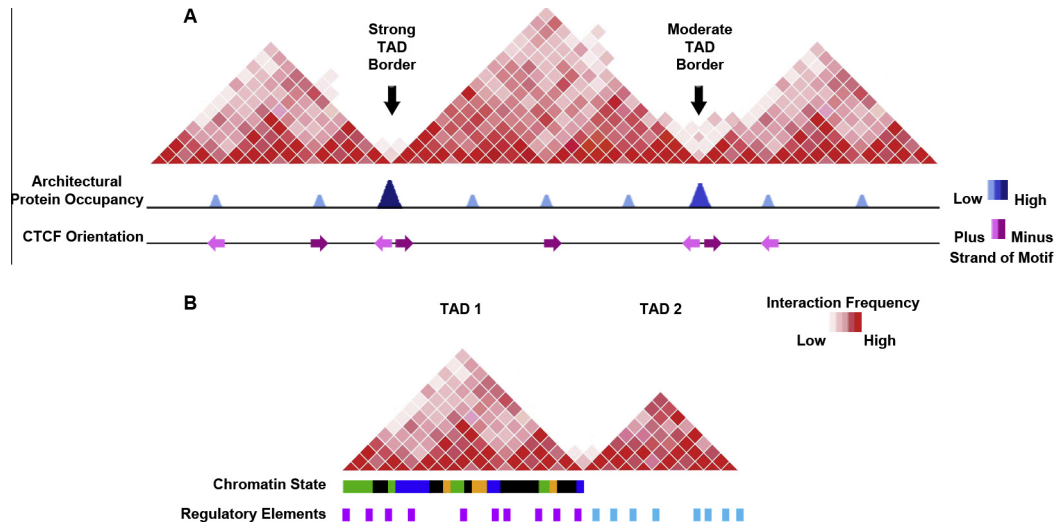 A
Strong
TAD
Border
Moderate
TAD
Border
Architectural
Protein Occupancy
Low High
CTCF Orientation
Plus Minus
Strand of Motif
B
TAD 1
TAD 2
Interaction Frequency
Low High
Chromatin State
Regulatory Elements